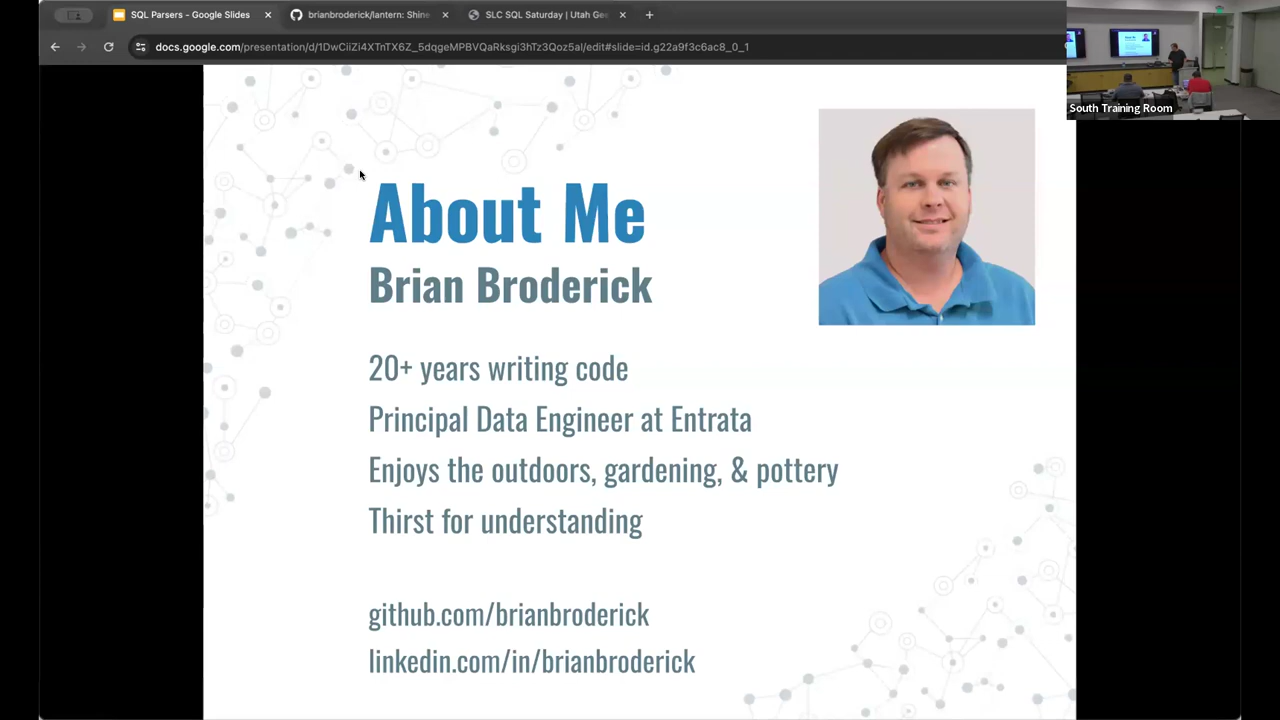 SQL Parsers - Google Slides
brianbroderick/lantern: Shine
SLC SQL Saturday | Utah Geo
docs.google.com/presentation/d/1DwCiiZi4XTnTX6Z_5dqgeMPBVQaRksgi3hTz3Qoz5aI/edit#slide=id.g22a9f3c6ac8_0_1
South Training Room
About Me
Brian Broderick
20+ years writing code
Principal Data Engineer at Entrata
Enjoys the outdoors, gardening, & pottery
Thirst for understanding
github.com/brianbroderick
linkedin.com/in/brianbroderick